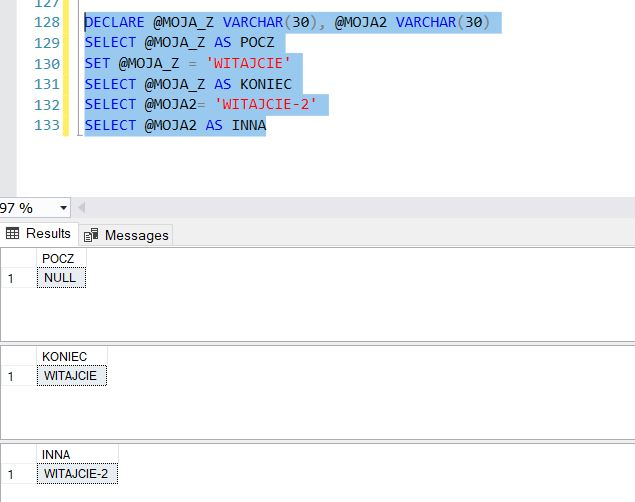 127
128 DECLARE @MOJA_Z VARCHAR(30), @MOJA2 VARCHAR(30)
129 SELECT @MOJA_Z AS POCZ
130 SET @MOJA_Z = 'WITAJCIE'
131 SELECT @MOJA_Z AS KONIEC
132 SELECT @MOJA2= 'WITAJCIE-2'
133 SELECT @MOJA2 AS INNA
97 %
Results Messages
POCZ
1 NULL
KONIEC
1 WITAJCIE
INNA
1 WITAJCIE-2